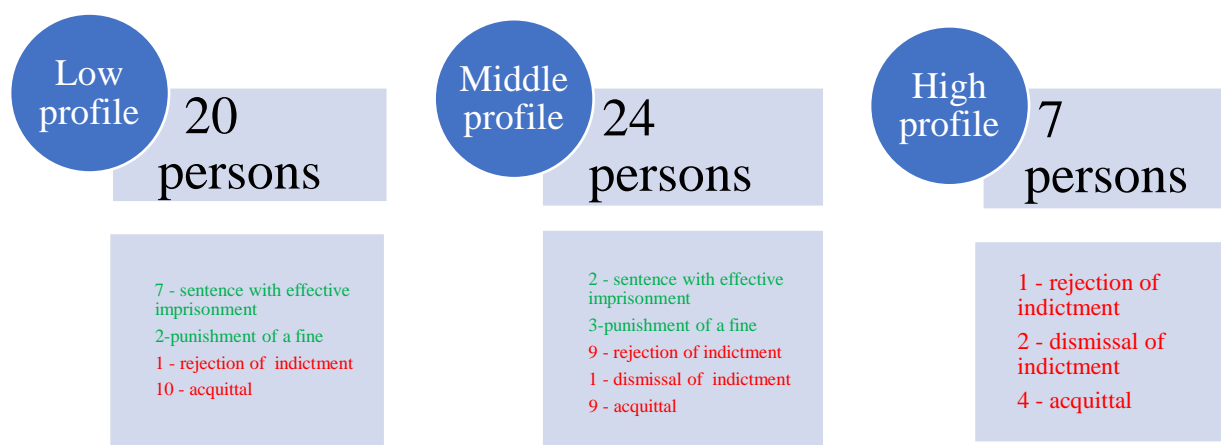 Low
profile
20
persons
7 - sentence with effective
imprisonment
2-punishment of a fine
1 - rejection of indictment
10 - acquittal
Middle
profile
24
persons
2 - sentence with effective
imprisonment
3-punishment of a fine
9 - rejection of indictment
1 - dismissal of indictment
9 - acquittal
High
profile
7
persons
1 - rejection of
indictment
2 - dismissal of
indictment
4 - acquittal